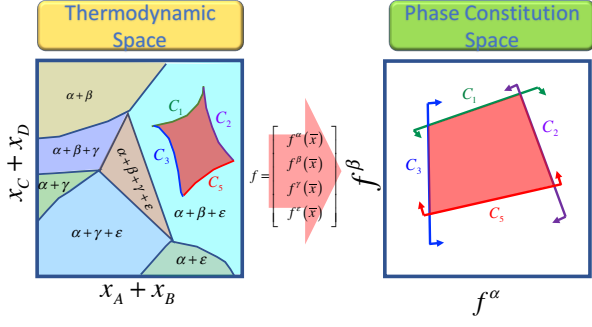 Thermodynamic
Space
Phase Constitution
Space
α+β
α+β+γ
α+γ
α+β+γ+ε
α+γ+ε
α+β+ε
α+ε
C₁
C₂
C₃
C₅
x_C + x_D
x_A + x_B
f =
f^α(x̅)
f^β(x̅)
f^γ(x̅)
f^ε(x̅)
C₁
C₂
C₃
C₅
f^β
f^α